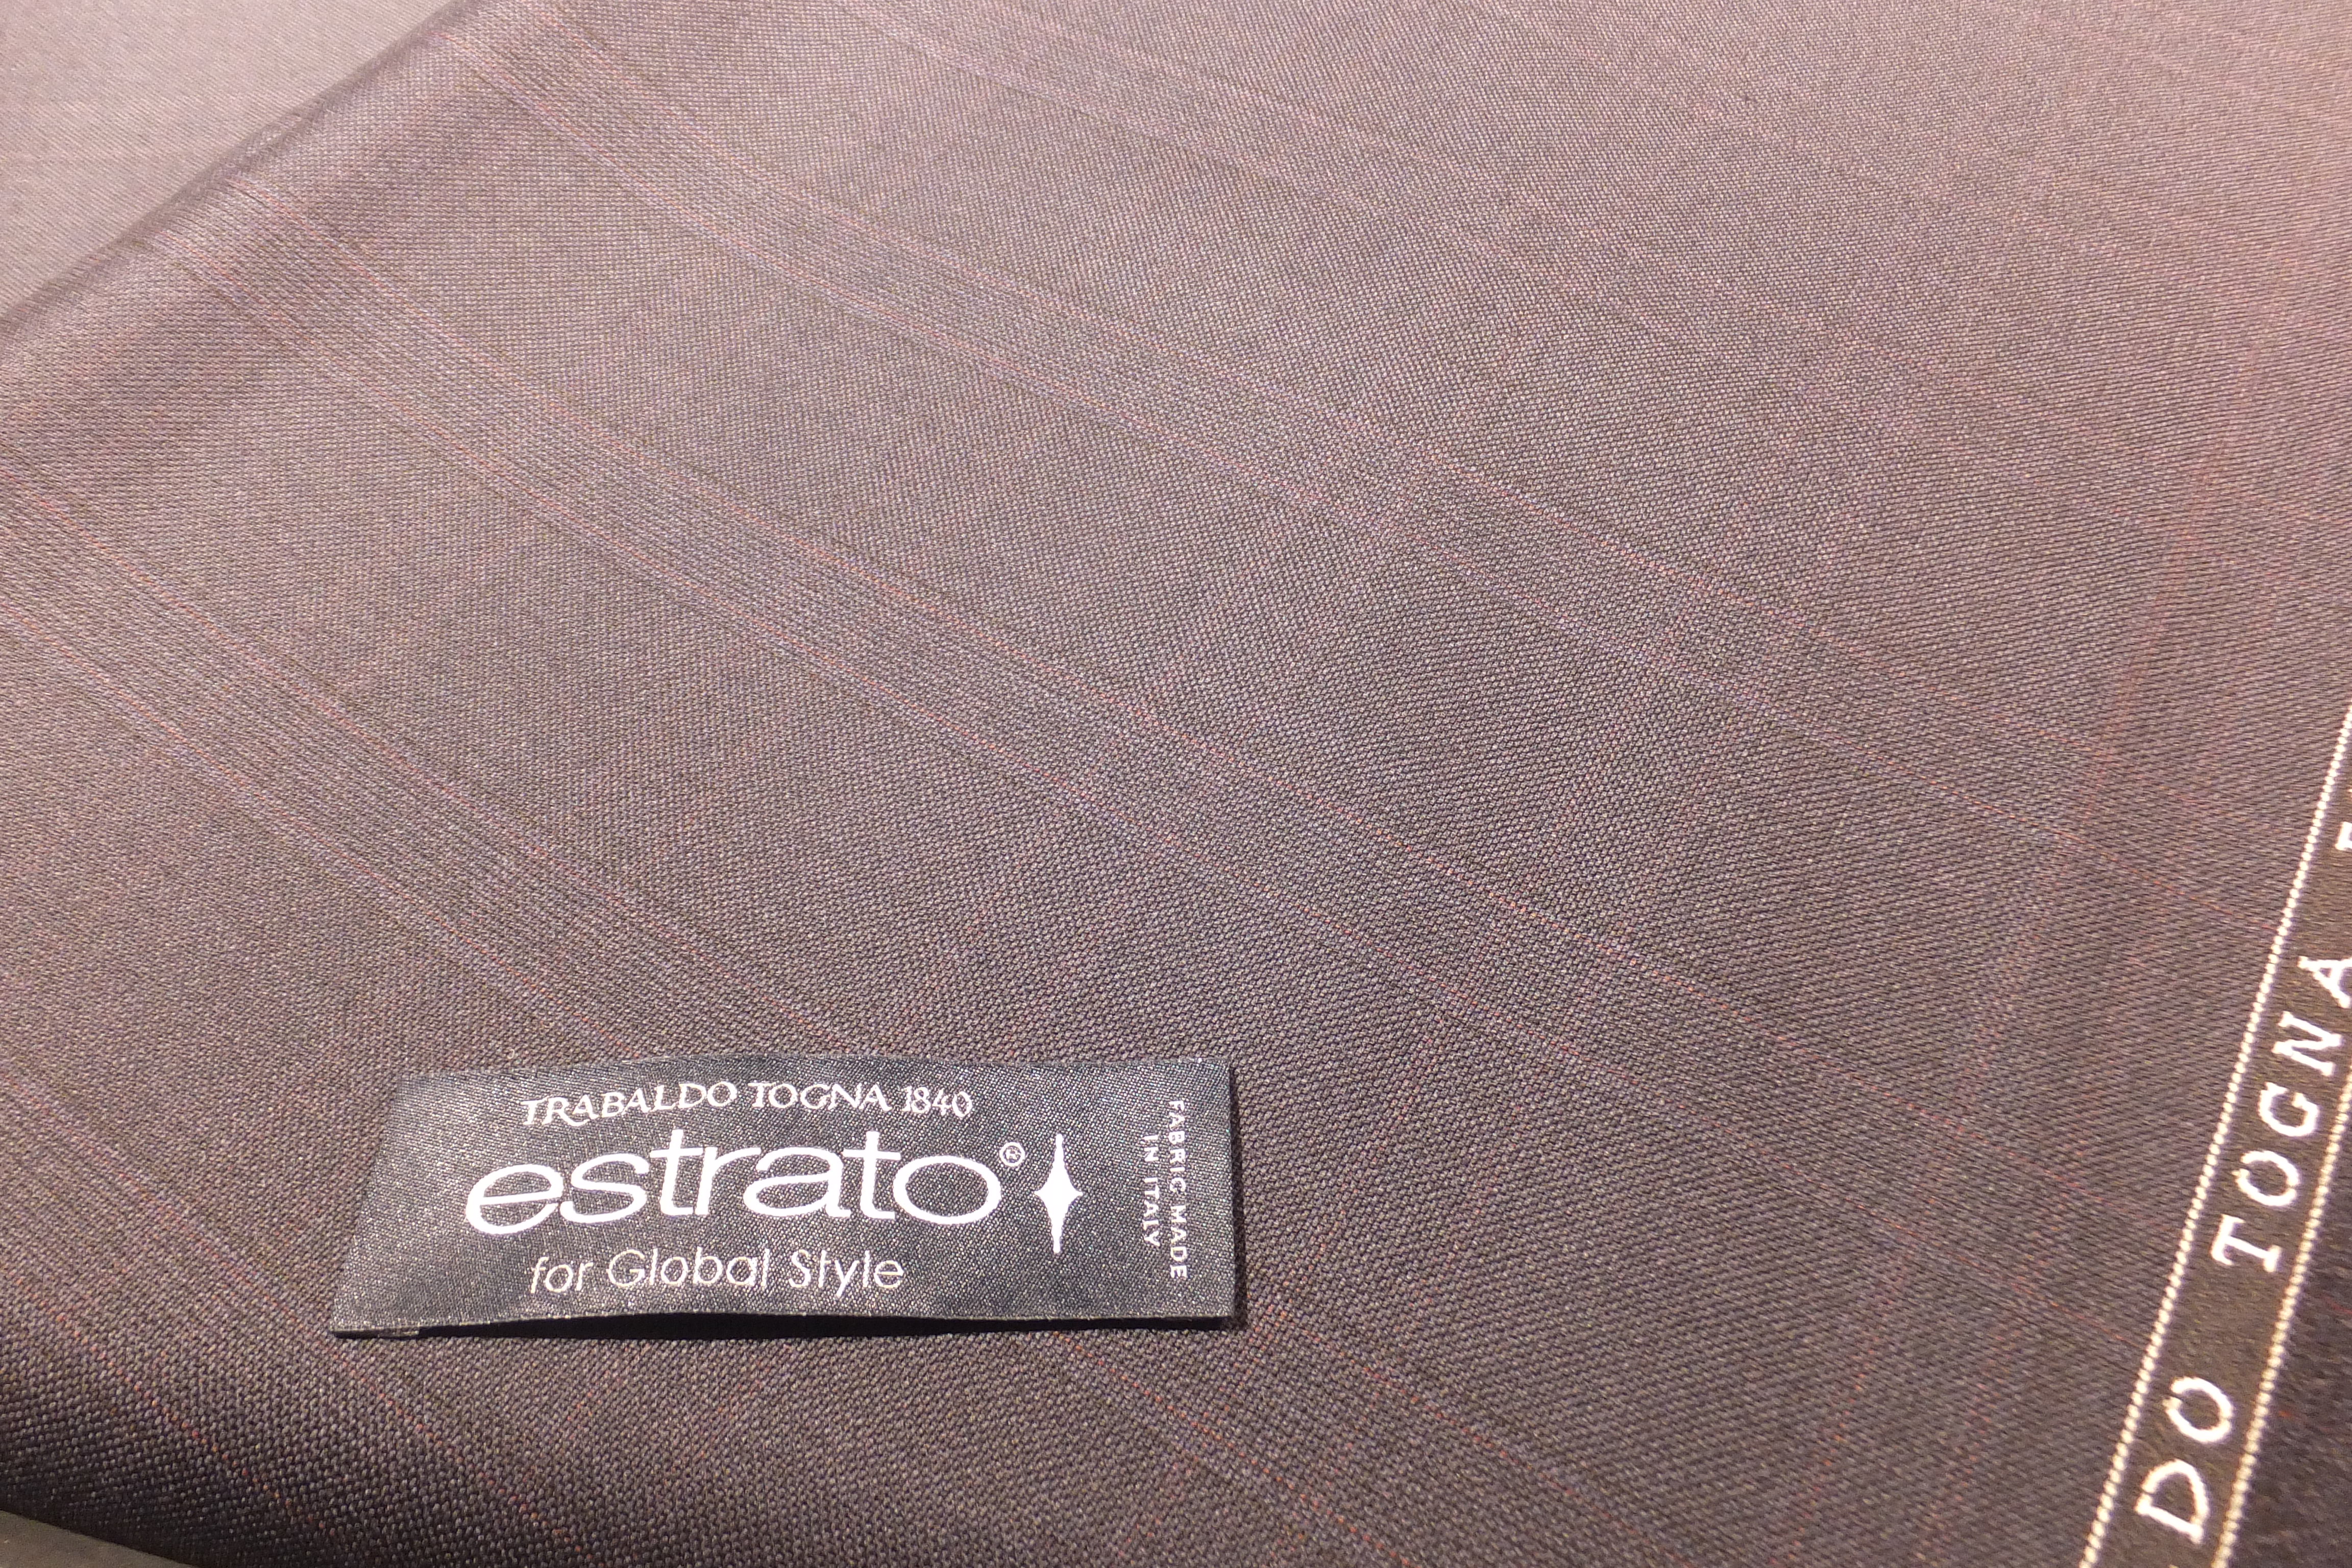 TRABALDO TOGNA 1840
estrato®
for Global Style
FABRIC MADE
IN ITALY
DO TOGNA